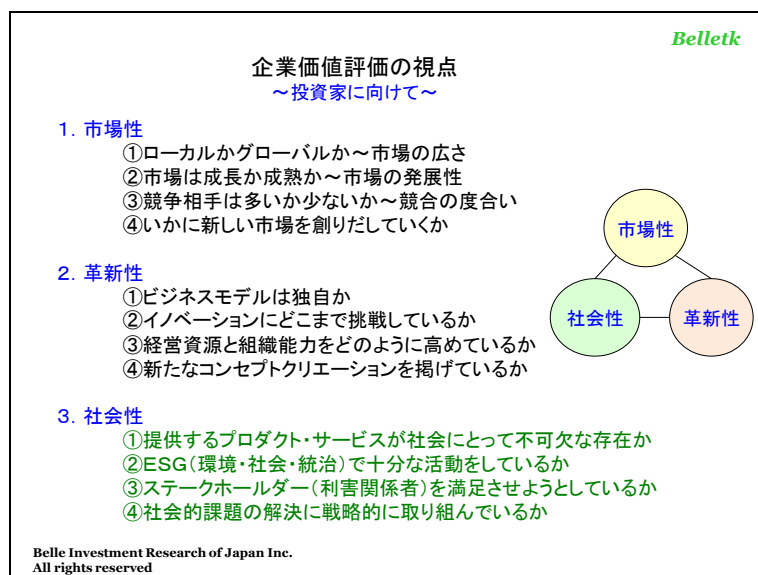 Belletk
企業価値評価の視点
～投資家に向けて～
1．市場性
①ローカルかグローバルか～市場の広さ
②市場は成長か成熟か～市場の発展性
③競争相手は多いか少ないか～競合の度合い
④いかに新しい市場を創りだしていくか
2．革新性
①ビジネスモデルは独自か
②イノベーションにどこまで挑戦しているか
③経営資源と組織能力をどのように高めているか
④新たなコンセプトクリエーションを掲げているか
市場性
社会性
革新性
3．社会性
①提供するプロダクト・サービスが社会にとって不可欠な存在か
②ESG（環境・社会・統治）で十分な活動をしているか
③ステークホールダー（利害関係者）を満足させようとしているか
④社会的課題の解決に戦略的に取り組んでいるか
Belle Investment Research of Japan Inc.
All rights reserved